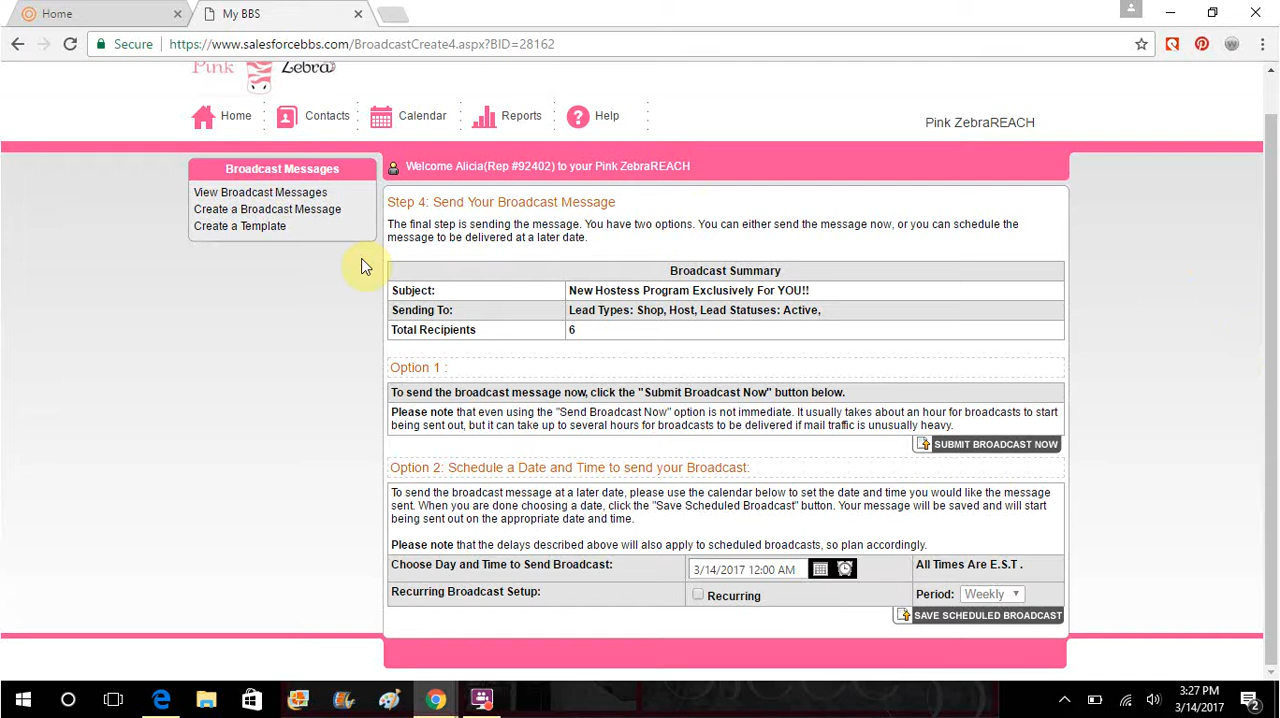 Home
My BBS
Secure
https://www.salesforcebbs.com/BroadcastCreate4.aspx?BID=28162
Pink Zebra
Home
Contacts
Calendar
Reports
Help
Pink ZebraREACH
Broadcast Messages
View Broadcast Messages
Create a Broadcast Message
Create a Template
Welcome Alicia(Rep #92402) to your Pink ZebraREACH
Step 4: Send Your Broadcast Message
The final step is sending the message. You have two options. You can either send the message now, or you can schedule the
message to be delivered at a later date.
Broadcast Summary
Subject: New Hostess Program Exclusively For YOU!!
Sending To: Lead Types: Shop, Host, Lead Statuses: Active,
Total Recipients 6
Option 1 :
To send the broadcast message now, click the "Submit Broadcast Now" button below.
Please note that even using the "Send Broadcast Now" option is not immediate. It usually takes about an hour for broadcasts to start
being sent out, but it can take up to several hours for broadcasts to be delivered if mail traffic is unusually heavy.
SUBMIT BROADCAST NOW
Option 2: Schedule a Date and Time to send your Broadcast:
To send the broadcast message at a later date, please use the calendar below to set the date and time you would like the message
sent. When you are done choosing a date, click the "Save Scheduled Broadcast" button. Your message will be saved and will start
being sent out on the appropriate date and time.
Please note that the delays described above will also apply to scheduled broadcasts, so plan accordingly.
Choose Day and Time to Send Broadcast: 3/14/2017 12:00 AM All Times Are E.S.T .
Recurring Broadcast Setup: Recurring Period: Weekly
SAVE SCHEDULED BROADCAST
3:27 PM
3/14/2017
2